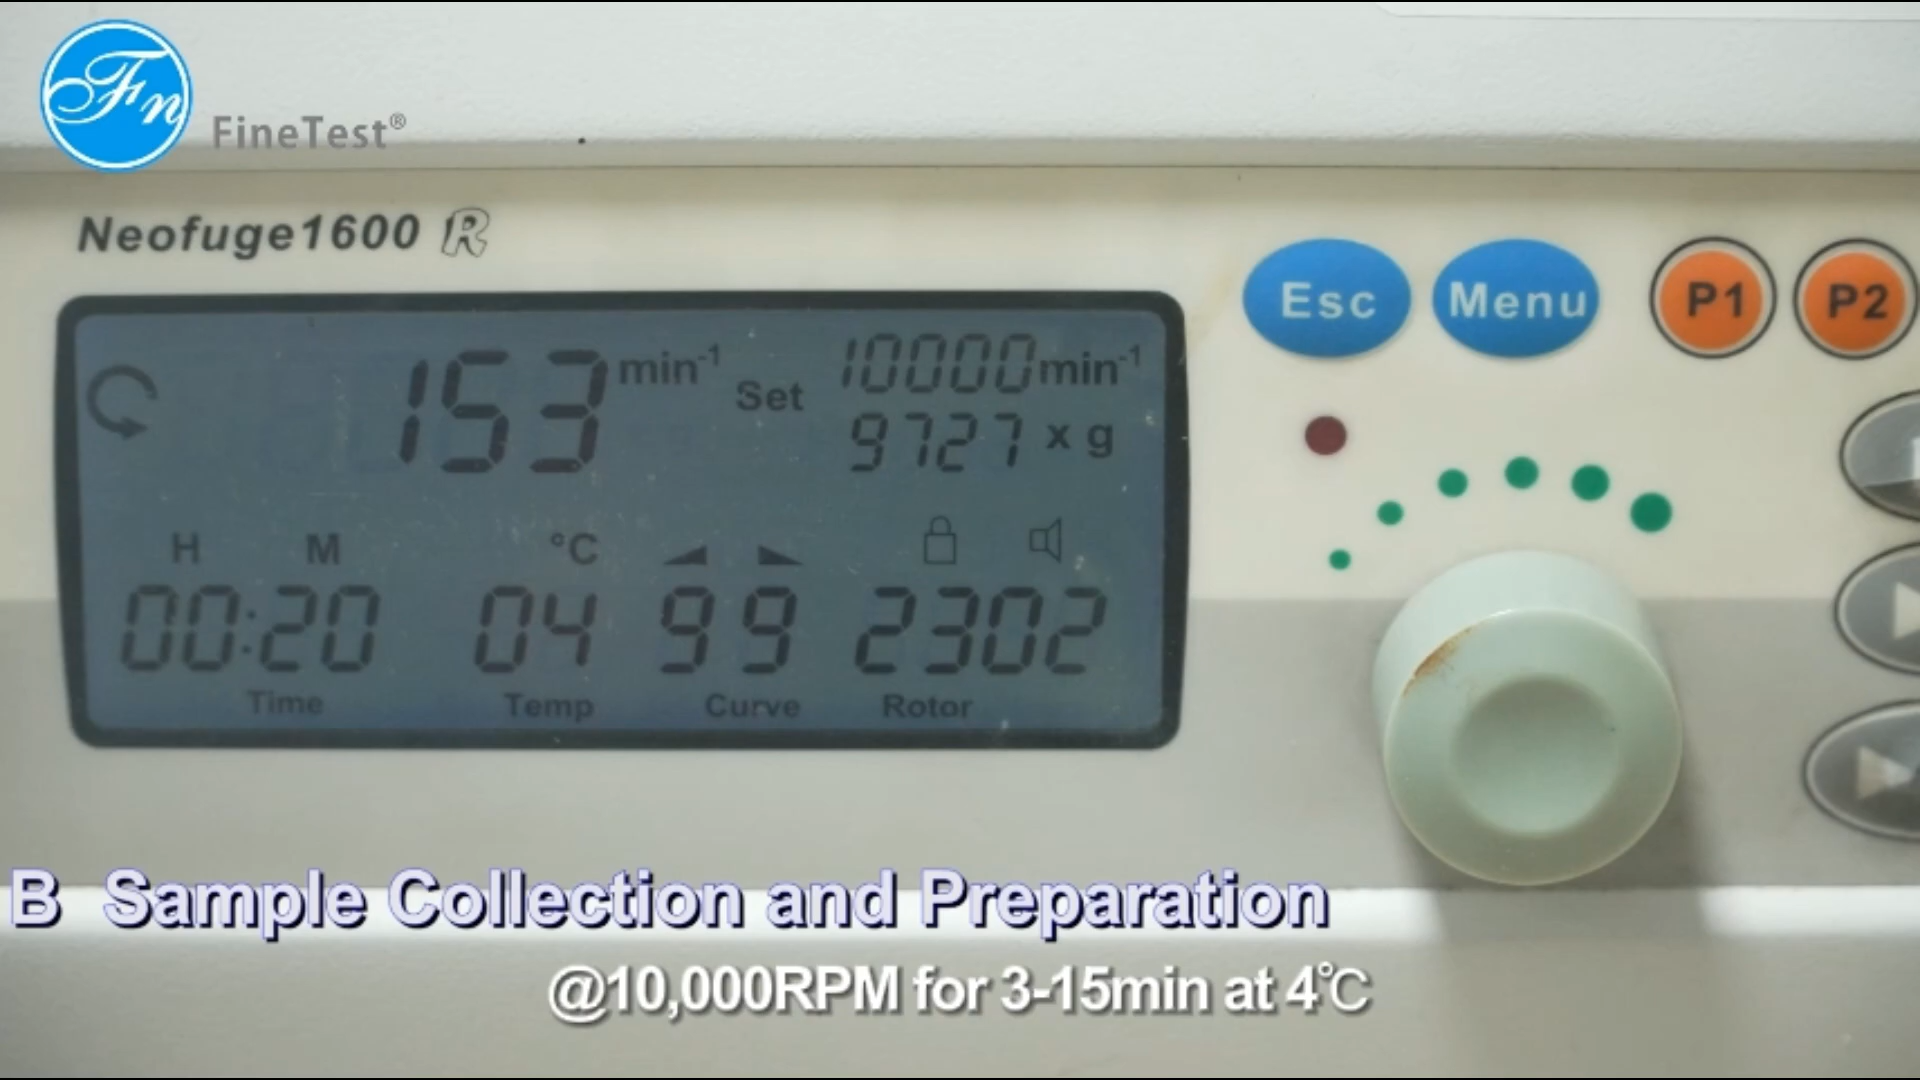 Fn
FineTest®
Neofuge1600 R
Esc Menu P1 P2
153 min-1 Set 10000 min-1
9727 x g
H M °C
00:20 04 99 2302
Time Temp Curve Rotor
B Sample Collection and Preparation
@10,000RPM for 3-15min at 4℃